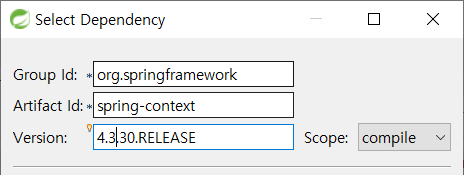 Select Dependency
Group Id: * org.springframework
Artifact Id: * spring-context
Version: 4.3.30.RELEASE Scope: compile